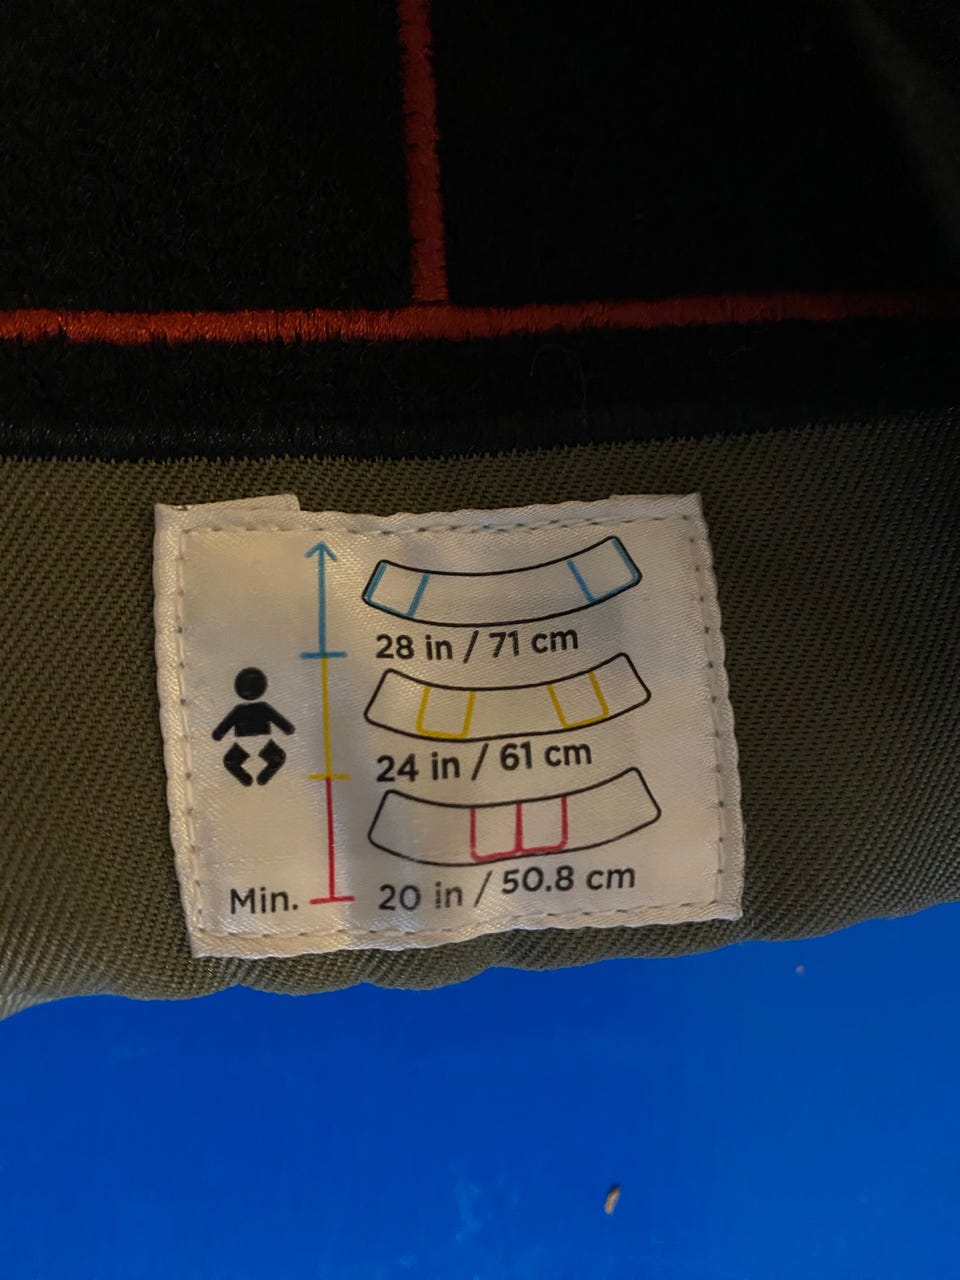 28 in / 71 cm
24 in / 61 cm
Min. 20 in / 50.8 cm